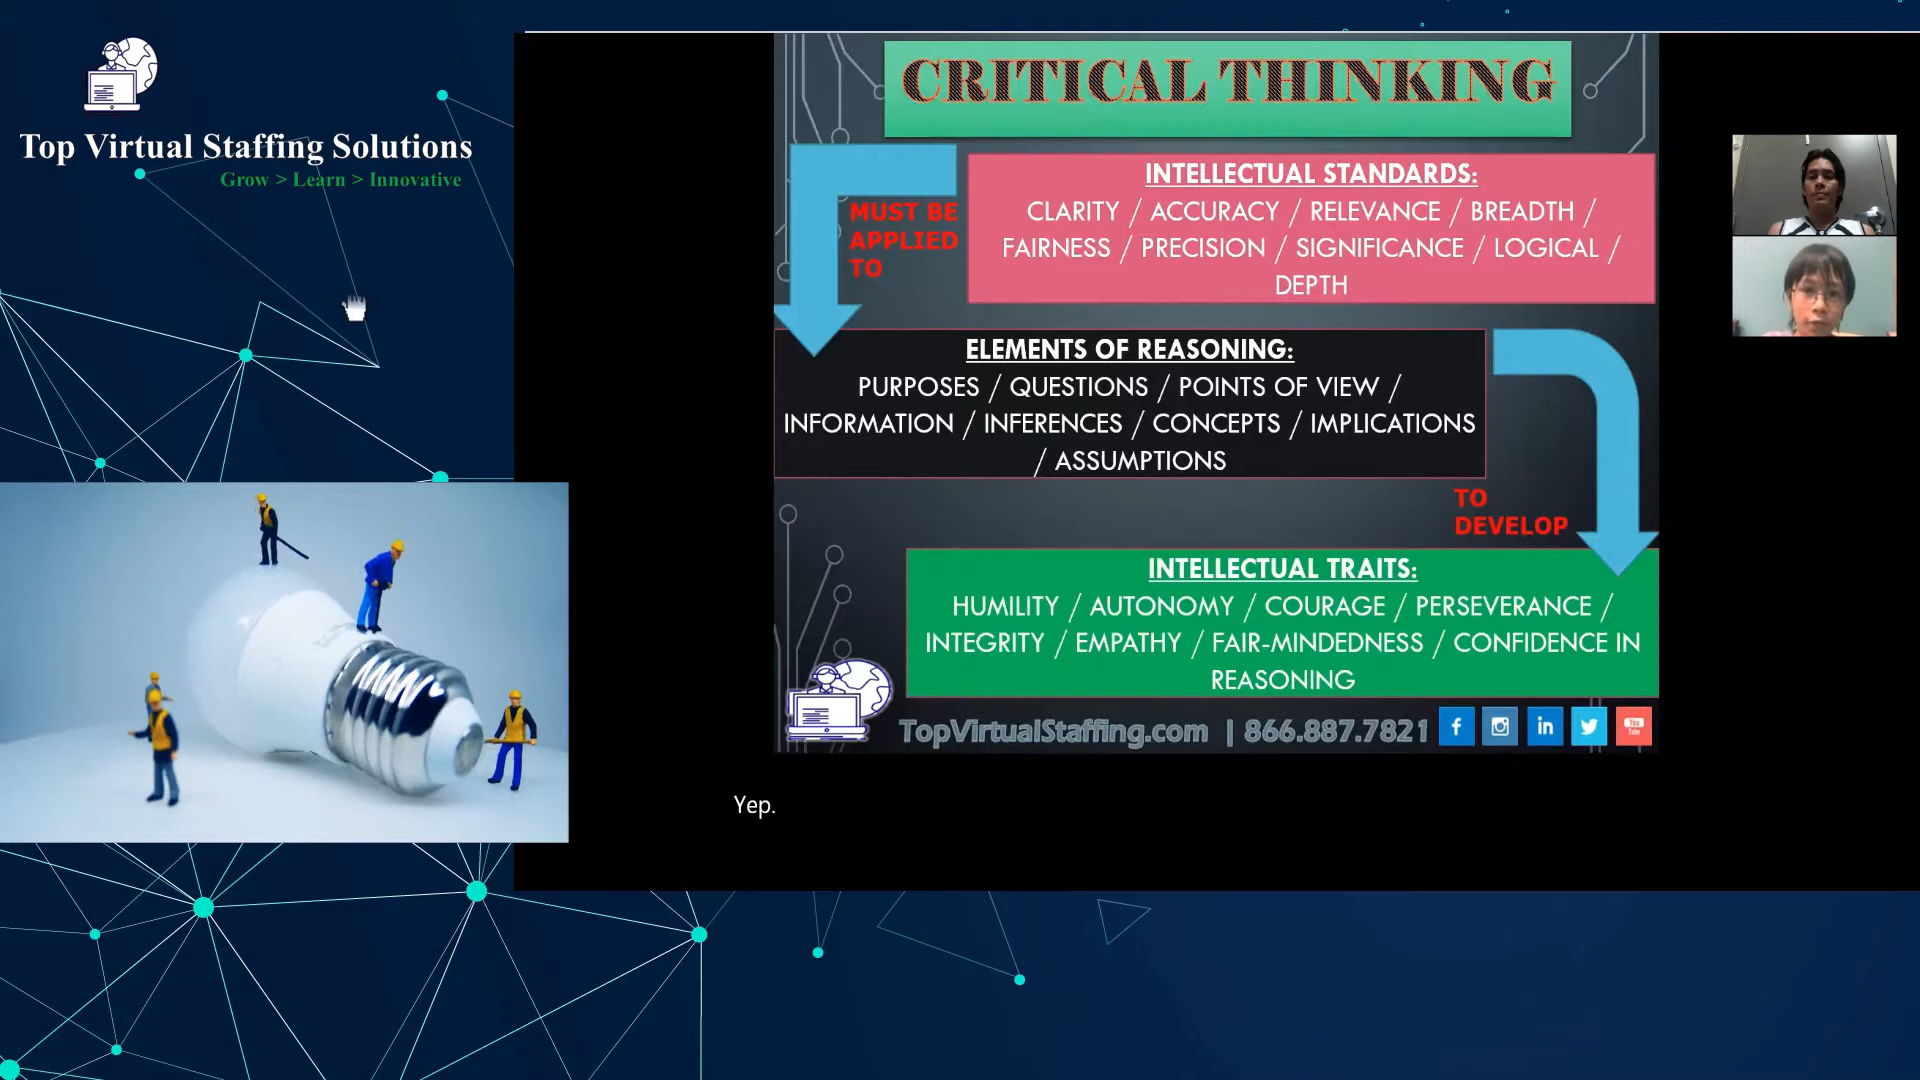 Top Virtual Staffing Solutions
Grow > Learn > Innovative
CRITICAL THINKING
INTELLECTUAL STANDARDS:
CLARITY / ACCURACY / RELEVANCE / BREADTH /
FAIRNESS / PRECISION / SIGNIFICANCE / LOGICAL /
DEPTH
MUST BE
APPLIED
TO
ELEMENTS OF REASONING:
PURPOSES / QUESTIONS / POINTS OF VIEW /
INFORMATION / INFERENCES / CONCEPTS / IMPLICATIONS
/ ASSUMPTIONS
TO
DEVELOP
INTELLECTUAL TRAITS:
HUMILITY / AUTONOMY / COURAGE / PERSEVERANCE /
INTEGRITY / EMPATHY / FAIR-MINDEDNESS / CONFIDENCE IN
REASONING
TopVirtualStaffing.com | 866.887.7821
Yep.